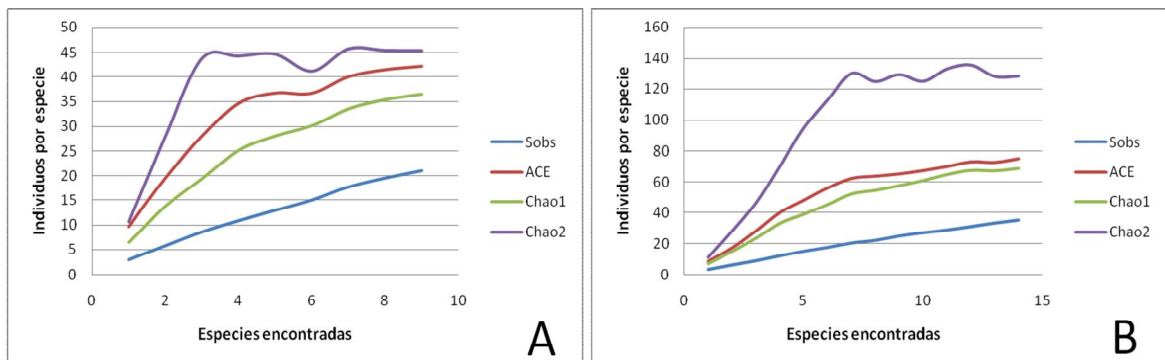 50
45
40
35
30
25
20
15
10
5
0
0 2 4 6 8 10
Individuos por especie
Especies encontradas
Sobs
ACE
Chao1
Chao2
A
160
140
120
100
80
60
40
20
0
0 5 10 15
Individuos por especie
Especies encontradas
Sobs
ACE
Chao1
Chao2
B